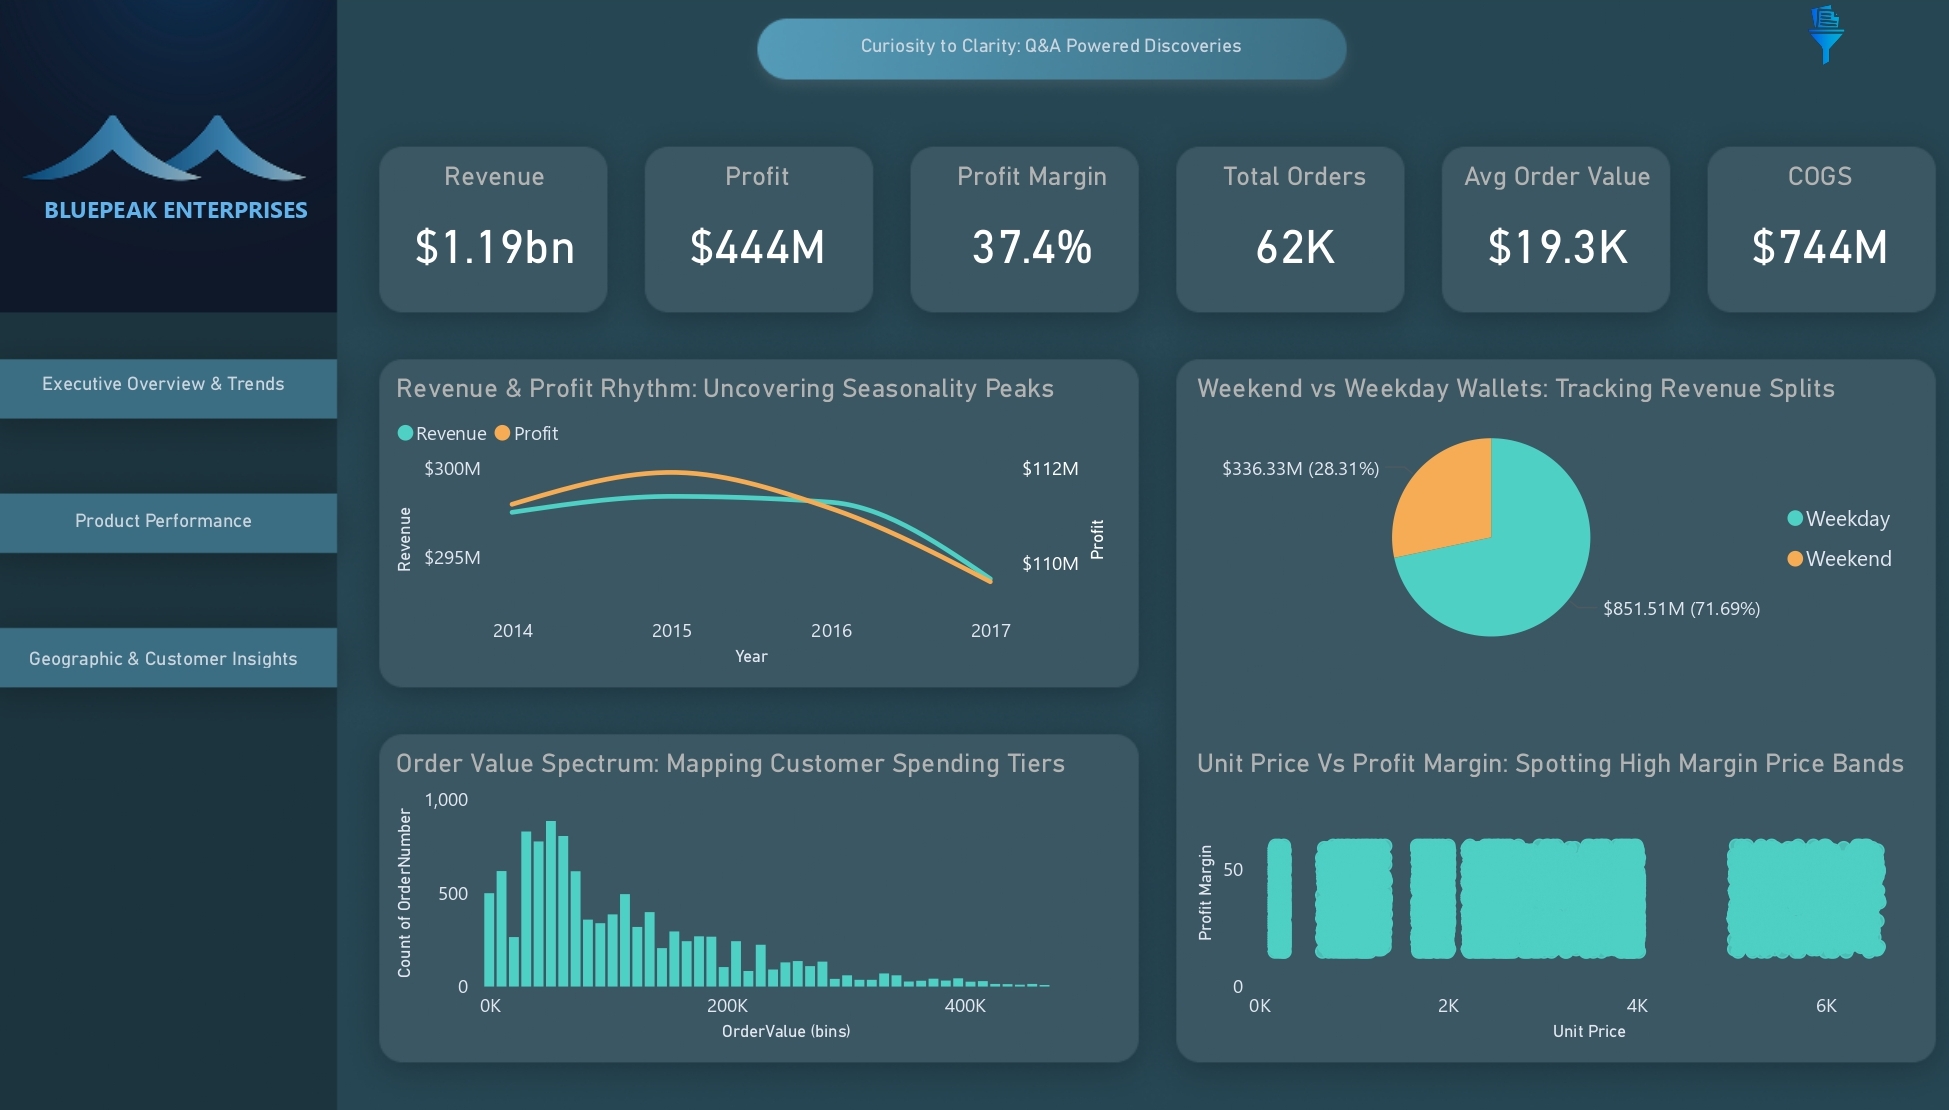 Curiosity to Clarity: Q&A Powered Discoveries
BLUEPEAK ENTERPRISES
Executive Overview & Trends
Product Performance
Geographic & Customer Insights
Revenue
$1.19bn
Profit
$444M
Profit Margin
37.4%
Total Orders
62K
Avg Order Value
$19.3K
COGS
$744M
Revenue & Profit Rhythm: Uncovering Seasonality Peaks
Revenue Profit
$300M
$295M
Revenue
$112M
$110M
Profit
2014 2015 2016 2017
Year
Weekend vs Weekday Wallets: Tracking Revenue Splits
$336.33M (28.31%)
$851.51M (71.69%)
Weekday
Weekend
Order Value Spectrum: Mapping Customer Spending Tiers
Count of OrderNumber
1,000
500
0
0K 200K 400K
OrderValue (bins)
Unit Price Vs Profit Margin: Spotting High Margin Price Bands
Profit Margin
50
0
0K 2K 4K 6K
Unit Price